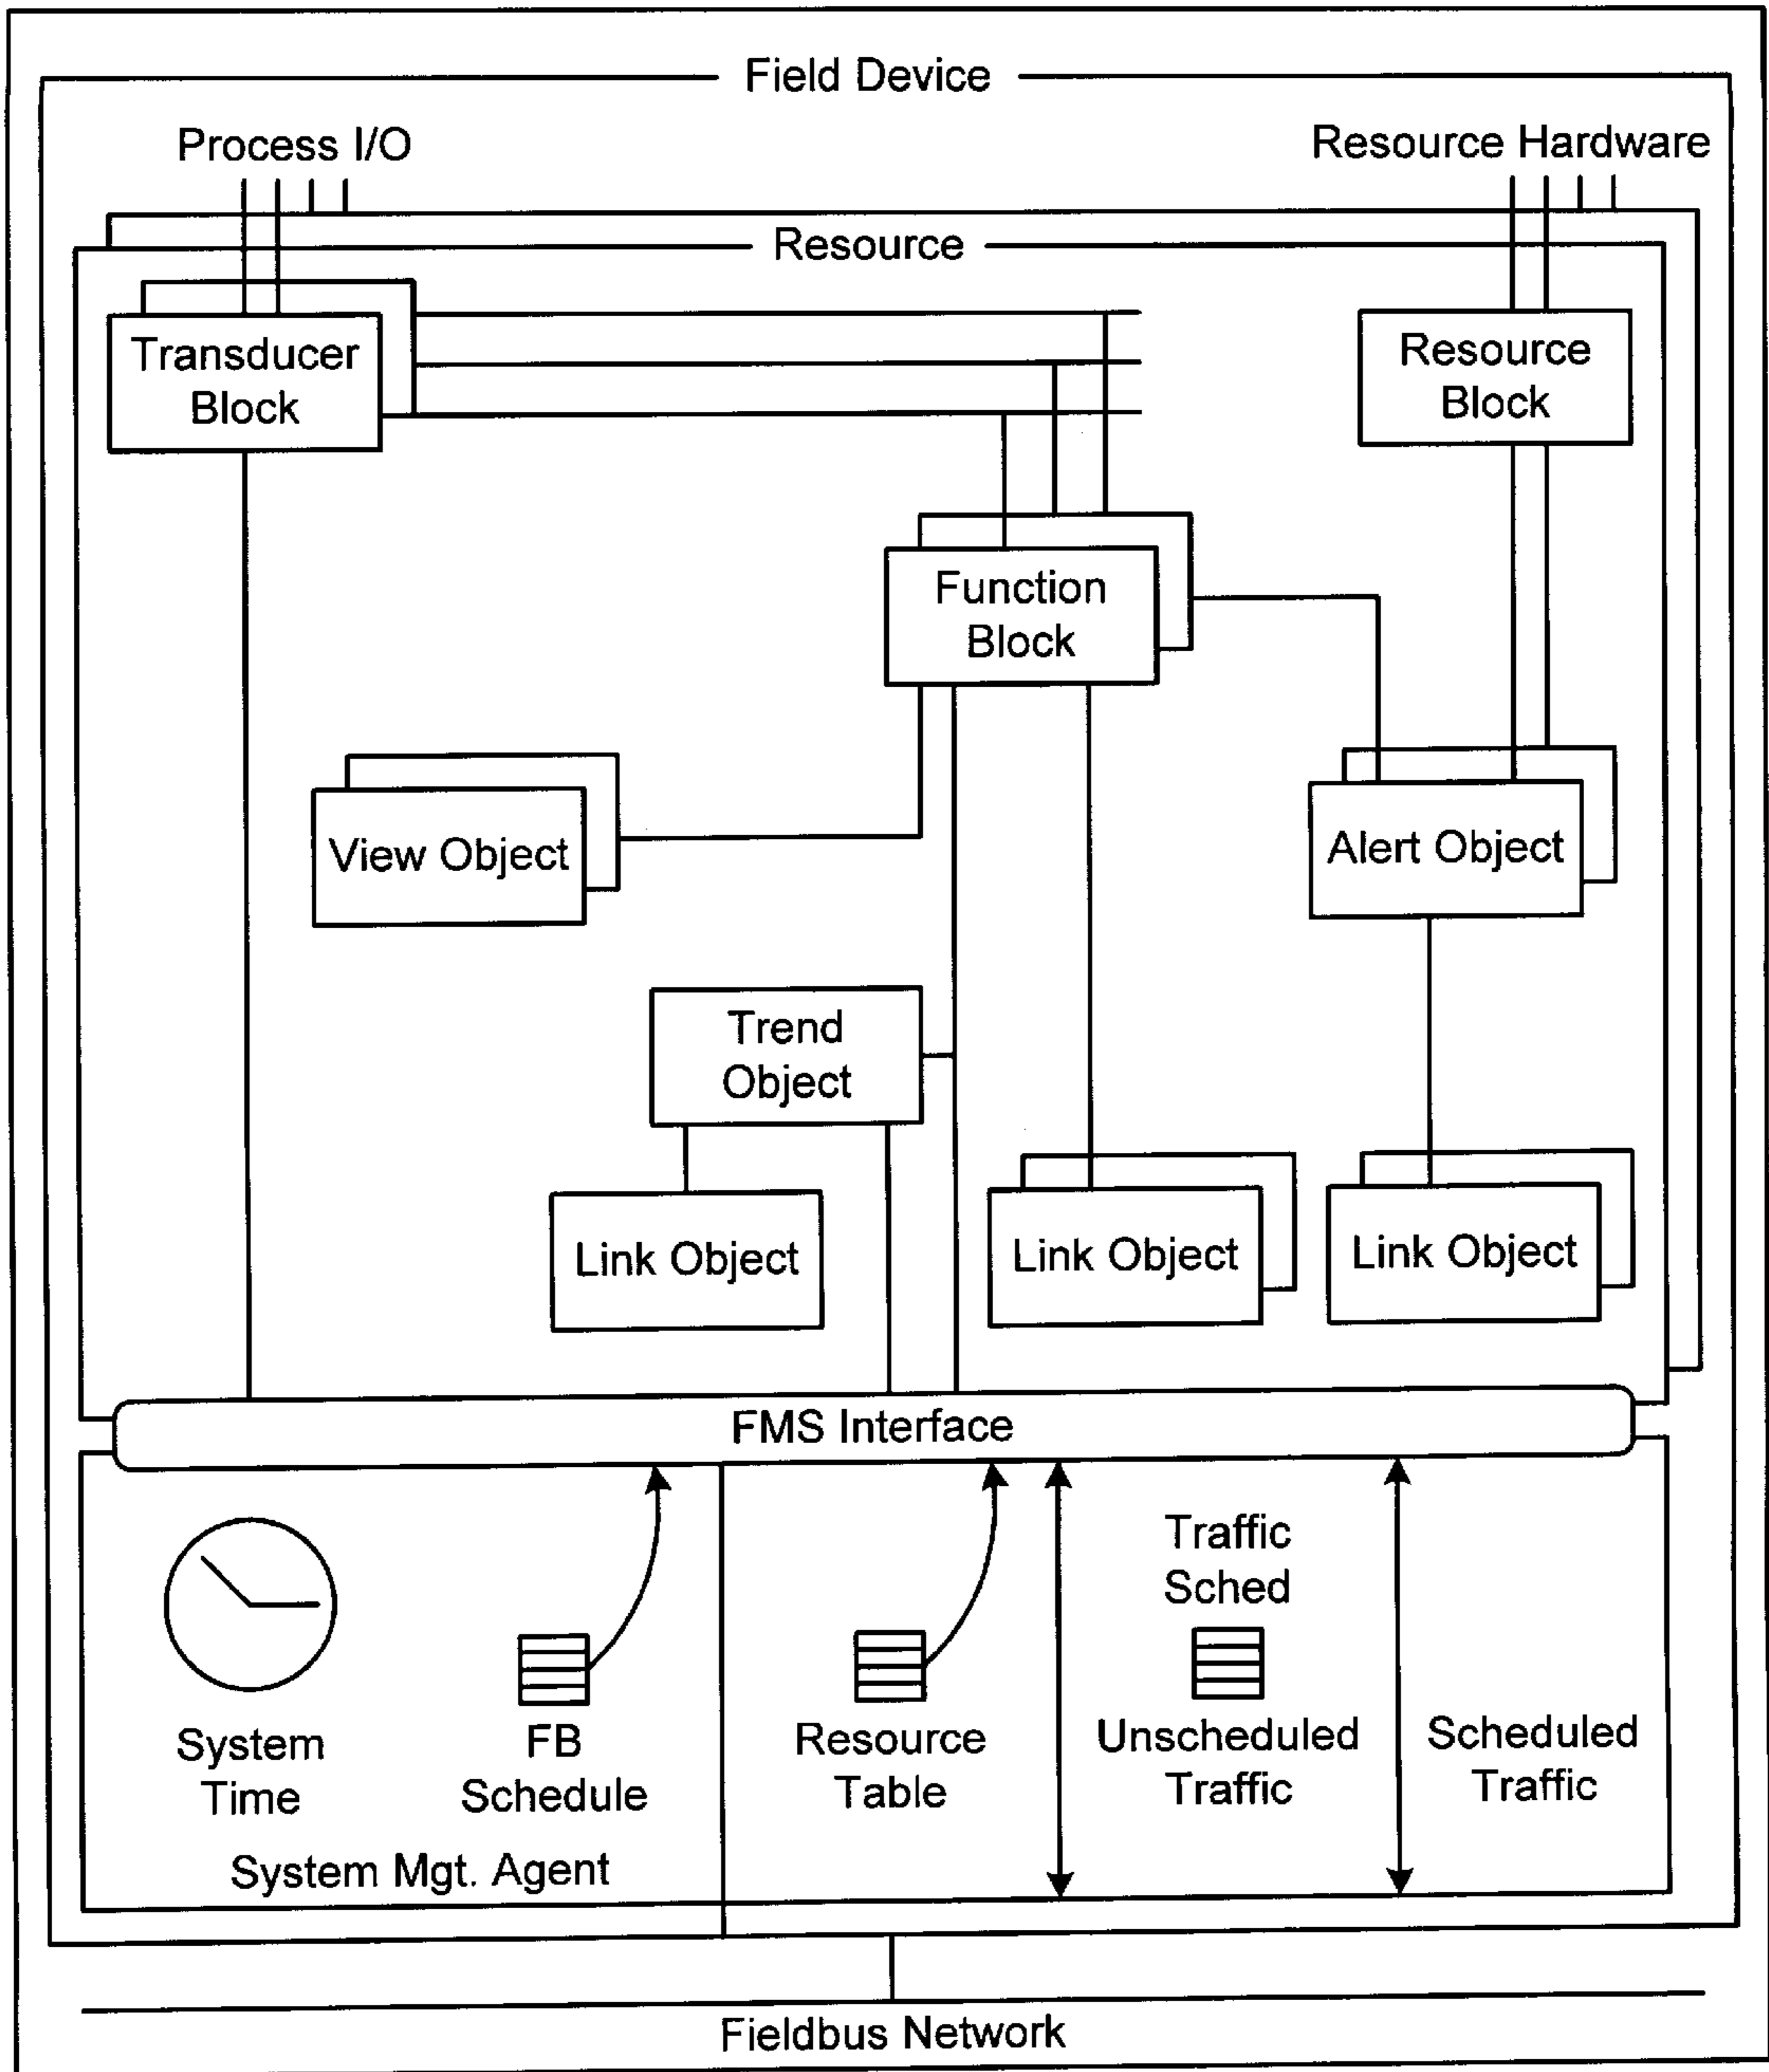 Field Device
Process I/O
Resource Hardware
Resource
Transducer
Block
Resource
Block
Function
Block
View Object
Alert Object
Trend
Object
Link Object
Link Object
Link Object
FMS Interface
Traffic
Sched
System
Time
FB
Schedule
Resource
Table
Unscheduled
Traffic
Scheduled
Traffic
System Mgt. Agent
Fieldbus Network